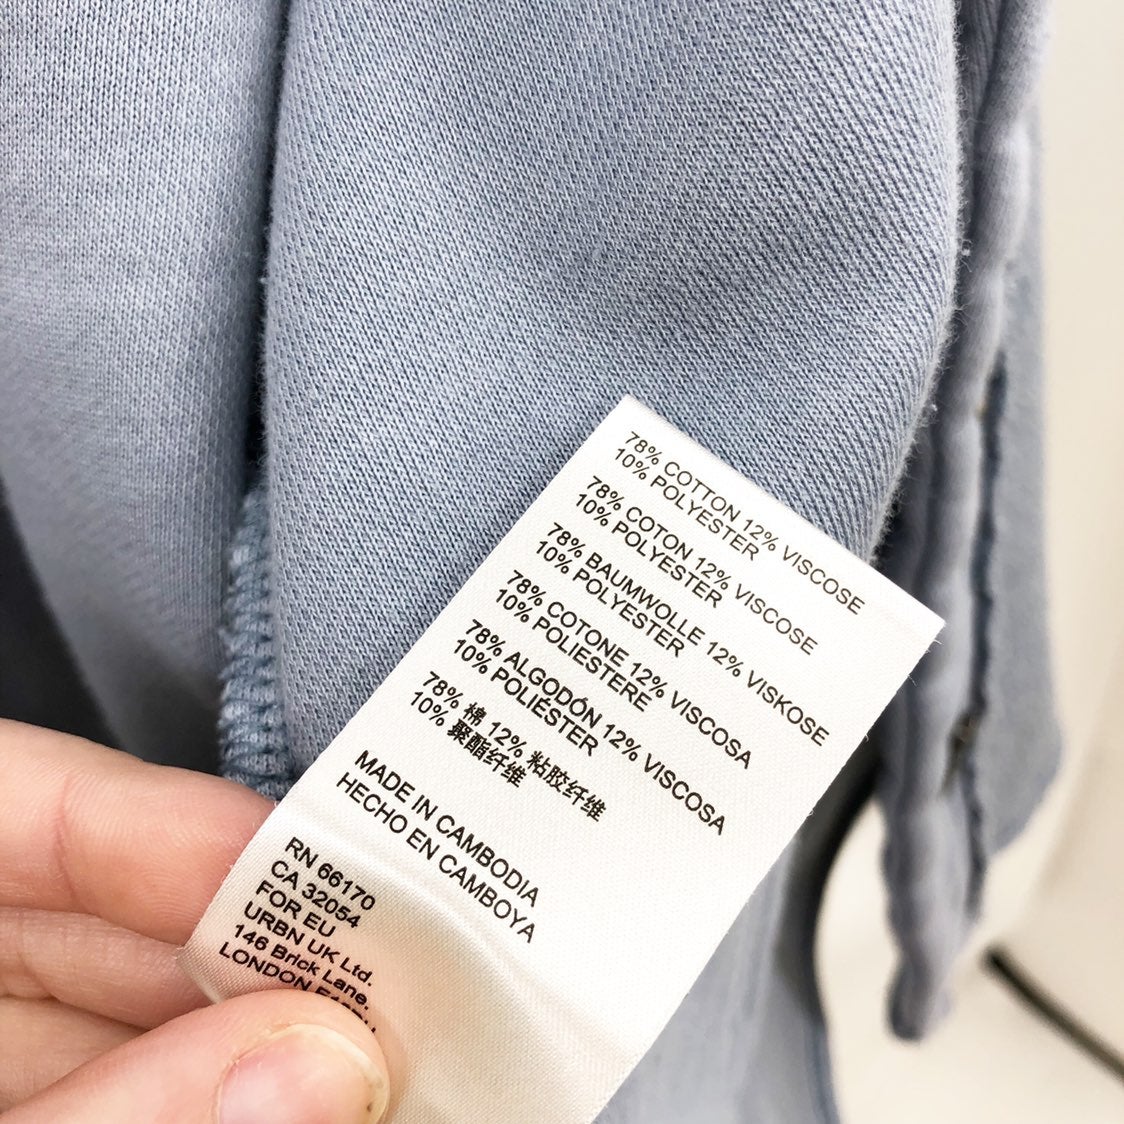 78% COTTON 12% VISCOSE
10% POLYESTER
78% COTON 12% VISCOSE
10% POLYESTER
78% BAUMWOLLE 12% VISKOSE
10% POLYESTER
78% COTONE 12% VISCOSA
10% POLIESTERE
78% ALGODÓN 12% VISCOSA
10% POLIÉSTER
78% 棉 12% 粘胶纤维
10% 聚酯纤维
MADE IN CAMBODIA
HECHO EN CAMBOYA
RN 66170
CA 32054
FOR EU
URBN UK Ltd.
146 Brick Lane.
LONDON